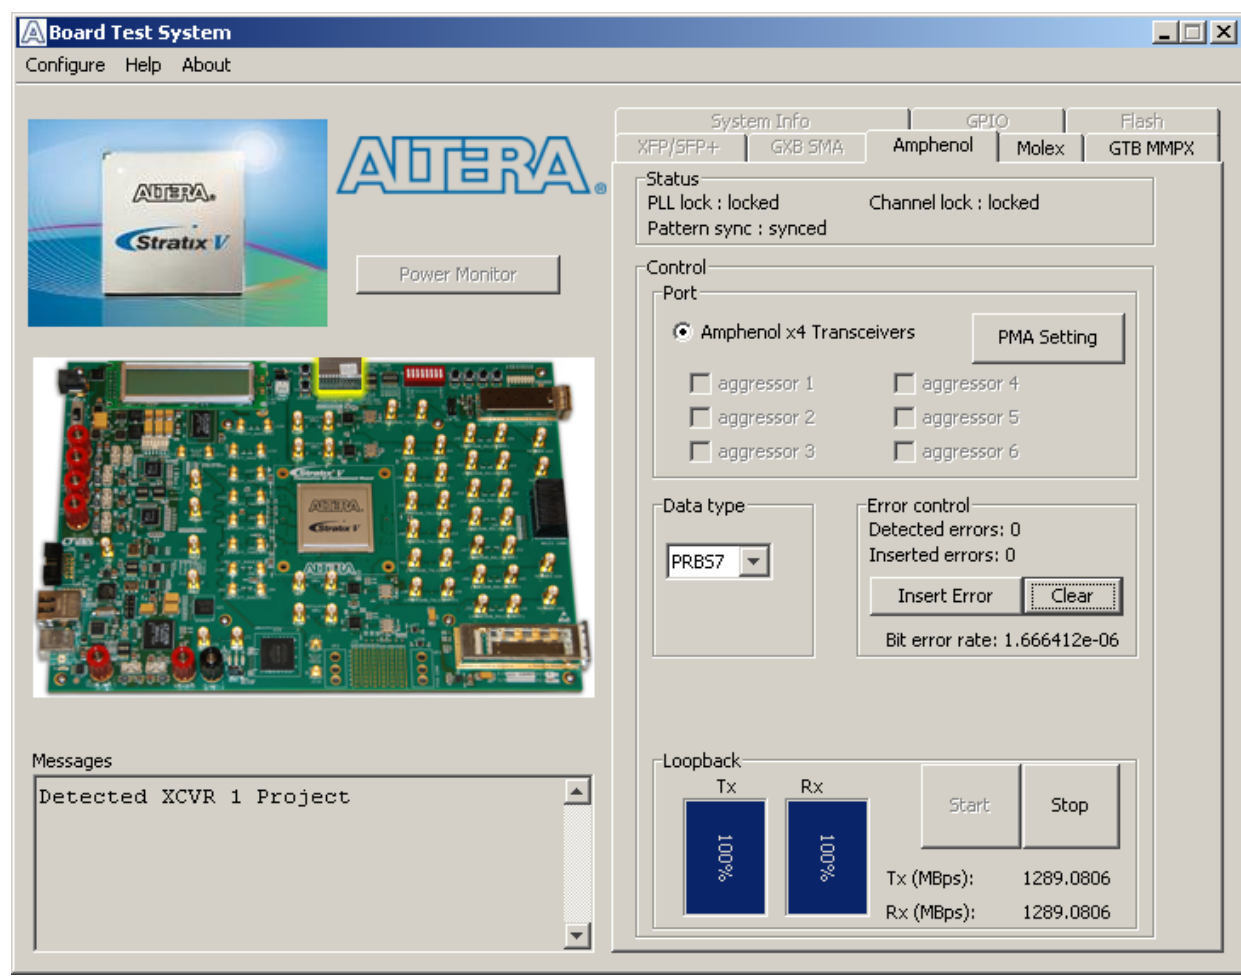 Board Test System
Configure Help About
ALTERA®
Stratix V
ALTERA®
Power Monitor
Stratix V
ALTERA
Stratix V
ALTERA
Messages
Detected XCVR 1 Project
System Info GPIO Flash
XFP/SFP+ GXB SMA Amphenol Molex GTB MMPX
Status
PLL lock : locked Channel lock : locked
Pattern sync : synced
Control
Port
Amphenol x4 Transceivers PMA Setting
aggressor 1 aggressor 4
aggressor 2 aggressor 5
aggressor 3 aggressor 6
Data type
PRBS7
Error control
Detected errors: 0
Inserted errors: 0
Insert Error Clear
Bit error rate: 1.666412e-06
Loopback
Tx Rx
100% 100%
Start Stop
Tx (MBps): 1289.0806
Rx (MBps): 1289.0806